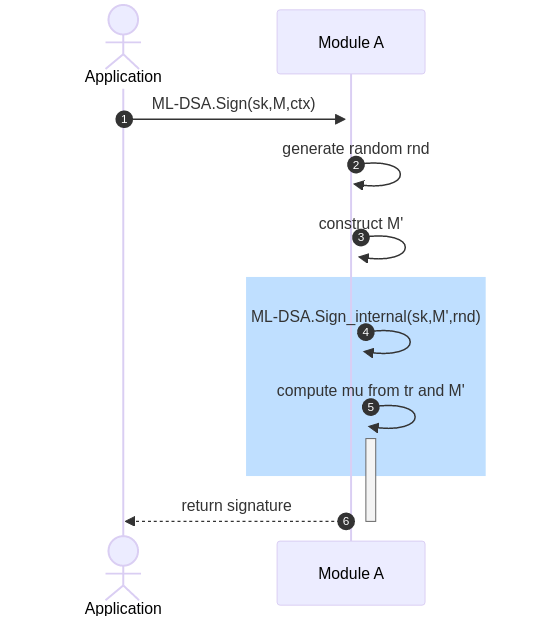 Application
Module A
ML-DSA.Sign(sk,M,ctx)
1
generate random rnd
2
construct M'
3
ML-DSA.Sign_internal(sk,M',rnd)
4
compute mu from tr and M'
5
return signature
6
Application
Module A